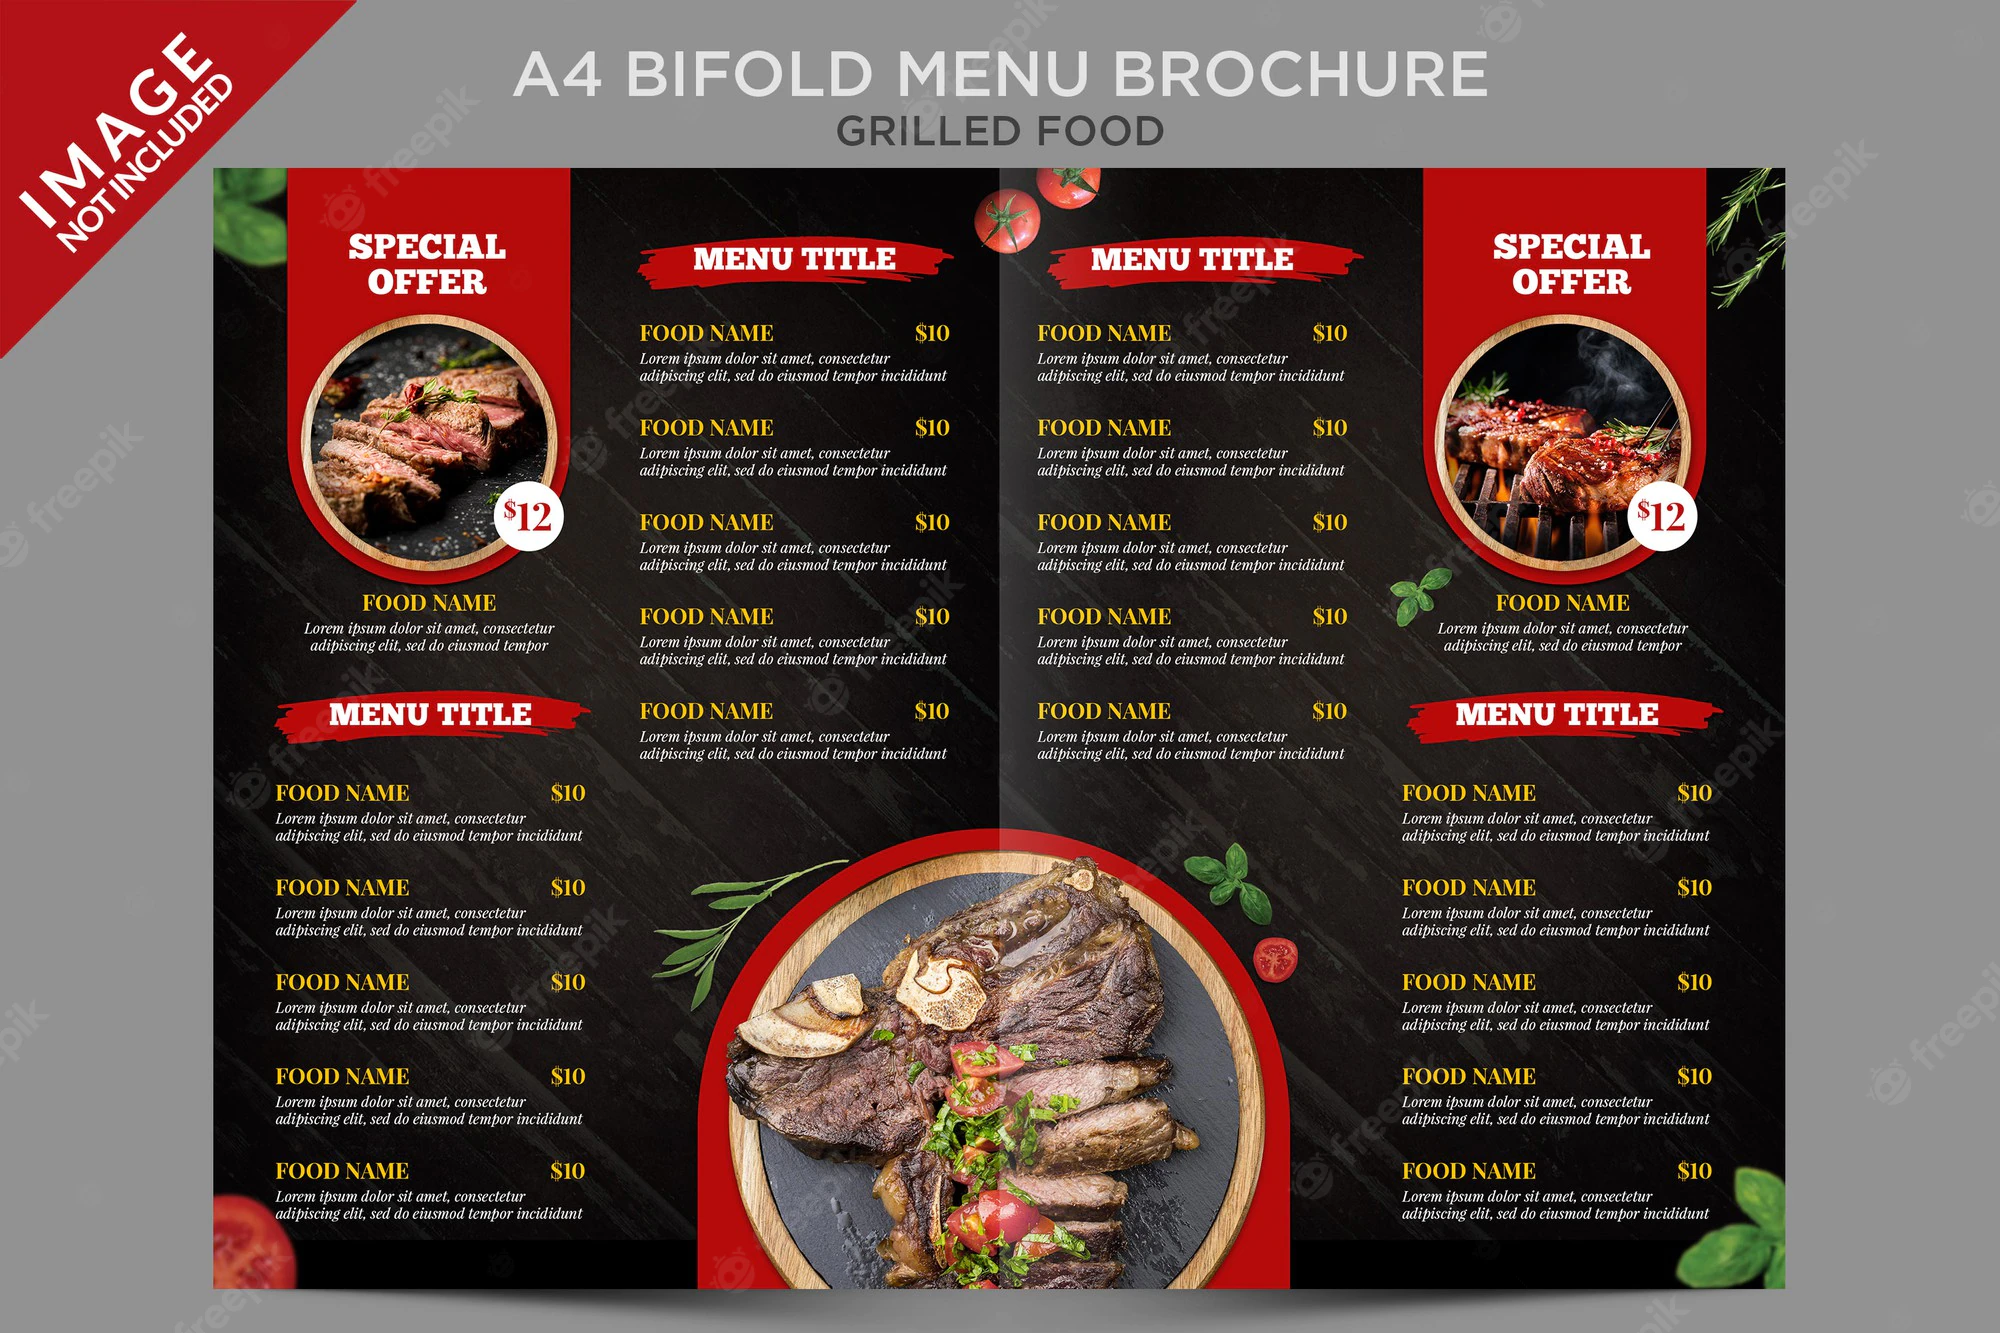 IMAGE
NOT INCLUDED
A4 BIFOLD MENU BROCHURE
GRILLED FOOD
SPECIAL
OFFER
$12
FOOD NAME
Lorem ipsum dolor sit amet, consectetur
adipiscing elit, sed do eiusmod tempor
MENU TITLE
FOOD NAME $10
Lorem ipsum dolor sit amet, consectetur
adipiscing elit, sed do eiusmod tempor incididunt
FOOD NAME $10
Lorem ipsum dolor sit amet, consectetur
adipiscing elit, sed do eiusmod tempor incididunt
FOOD NAME $10
Lorem ipsum dolor sit amet, consectetur
adipiscing elit, sed do eiusmod tempor incididunt
FOOD NAME $10
Lorem ipsum dolor sit amet, consectetur
adipiscing elit, sed do eiusmod tempor incididunt
FOOD NAME $10
Lorem ipsum dolor sit amet, consectetur
adipiscing elit, sed do eiusmod tempor incididunt
MENU TITLE
FOOD NAME $10
Lorem ipsum dolor sit amet, consectetur
adipiscing elit, sed do eiusmod tempor incididunt
FOOD NAME $10
Lorem ipsum dolor sit amet, consectetur
adipiscing elit, sed do eiusmod tempor incididunt
FOOD NAME $10
Lorem ipsum dolor sit amet, consectetur
adipiscing elit, sed do eiusmod tempor incididunt
FOOD NAME $10
Lorem ipsum dolor sit amet, consectetur
adipiscing elit, sed do eiusmod tempor incididunt
FOOD NAME $10
Lorem ipsum dolor sit amet, consectetur
adipiscing elit, sed do eiusmod tempor incididunt
MENU TITLE
FOOD NAME $10
Lorem ipsum dolor sit amet, consectetur
adipiscing elit, sed do eiusmod tempor incididunt
FOOD NAME $10
Lorem ipsum dolor sit amet, consectetur
adipiscing elit, sed do eiusmod tempor incididunt
FOOD NAME $10
Lorem ipsum dolor sit amet, consectetur
adipiscing elit, sed do eiusmod tempor incididunt
FOOD NAME $10
Lorem ipsum dolor sit amet, consectetur
adipiscing elit, sed do eiusmod tempor incididunt
FOOD NAME $10
Lorem ipsum dolor sit amet, consectetur
adipiscing elit, sed do eiusmod tempor incididunt
SPECIAL
OFFER
$12
FOOD NAME
Lorem ipsum dolor sit amet, consectetur
adipiscing elit, sed do eiusmod tempor
MENU TITLE
FOOD NAME $10
Lorem ipsum dolor sit amet, consectetur
adipiscing elit, sed do eiusmod tempor incididunt
FOOD NAME $10
Lorem ipsum dolor sit amet, consectetur
adipiscing elit, sed do eiusmod tempor incididunt
FOOD NAME $10
Lorem ipsum dolor sit amet, consectetur
adipiscing elit, sed do eiusmod tempor incididunt
FOOD NAME $10
Lorem ipsum dolor sit amet, consectetur
adipiscing elit, sed do eiusmod tempor incididunt
FOOD NAME $10
Lorem ipsum dolor sit amet, consectetur
adipiscing elit, sed do eiusmod tempor incididunt
freepik